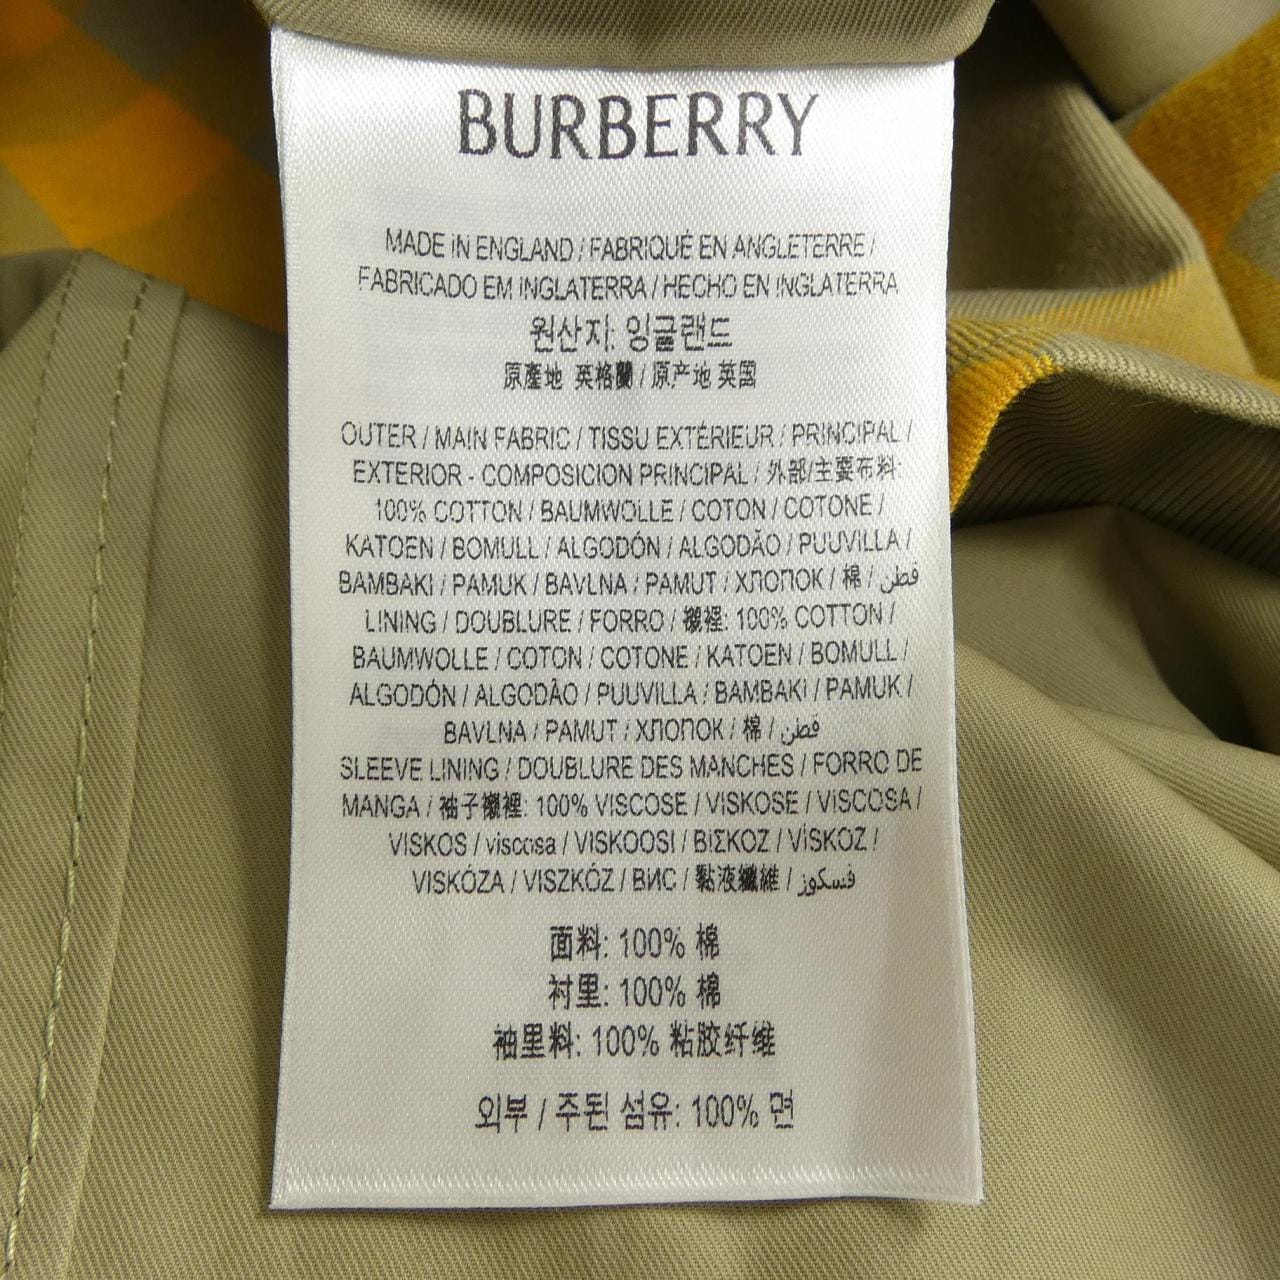 BURBERRY
MADE IN ENGLAND / FABRIQUÉ EN ANGLETERRE /
FABRICADO EM INGLATERRA / HECHO EN INGLATERRA
원산지: 잉글랜드
原產地 英格蘭 / 原产地 英国
OUTER / MAIN FABRIC / TISSU EXTÉRIEUR / PRINCIPAL /
EXTERIOR - COMPOSICION PRINCIPAL / 外部/主要布料:
100% COTTON / BAUMWOLLE / COTON / COTONE /
KATOEN / BOMULL / ALGODÓN / ALGODÃO / PUUVILLA /
BAMBAKI / PAMUK / BAVLNA / PAMUT / ХЛОПОК / 棉 / قطن
LINING / DOUBLURE / FORRO / 襯裡: 100% COTTON /
BAUMWOLLE / COTON / COTONE / KATOEN / BOMULL /
ALGODÓN / ALGODÃO / PUUVILLA / BAMBAKI / PAMUK /
BAVLNA / PAMUT / ХЛОПОК / 棉 / قطن
SLEEVE LINING / DOUBLURE DES MANCHES / FORRO DE
MANGA / 袖子襯裡: 100% VISCOSE / VISKOSE / VISCOSA /
VISKOS / viscosa / VISKOOSI / ΒΙΣΚΟΖ / VİSKOZ /
VISKÓZA / VISZKÓZ / ВИС / 黏液纖維 / فسكوز
面料: 100% 棉
衬里: 100% 棉
袖里料: 100% 粘胶纤维
외부 / 주된 섬유: 100% 면